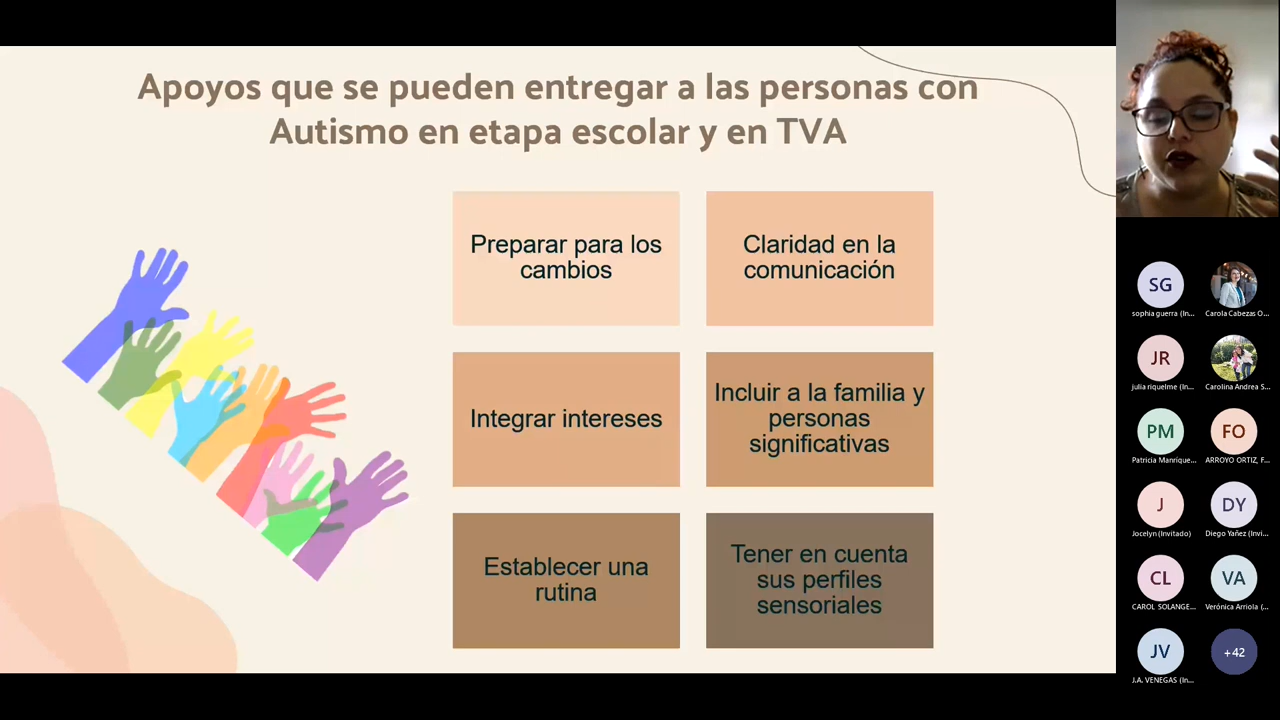 Apoyos que se pueden entregar a las personas con
Autismo en etapa escolar y en TVA
Preparar para los
cambios
Claridad en la
comunicación
Integrar intereses
Incluir a la familia y
personas
significativas
Establecer una
rutina
Tener en cuenta
sus perfiles
sensoriales
SG
sophia guerra (In...
Carola Cabezas O...
JR
julia riquelme (In...
Carolina Andrea S...
PM
Patricia Manrique...
FO
ARROYO ORTIZ, F...
J
Jocelyn (Invitado)
DY
Diego Yañez (Invi...
CL
CAROL SOLANGE...
VA
Verónica Arriola (...
JV
J.A. VENEGAS (In...
+42